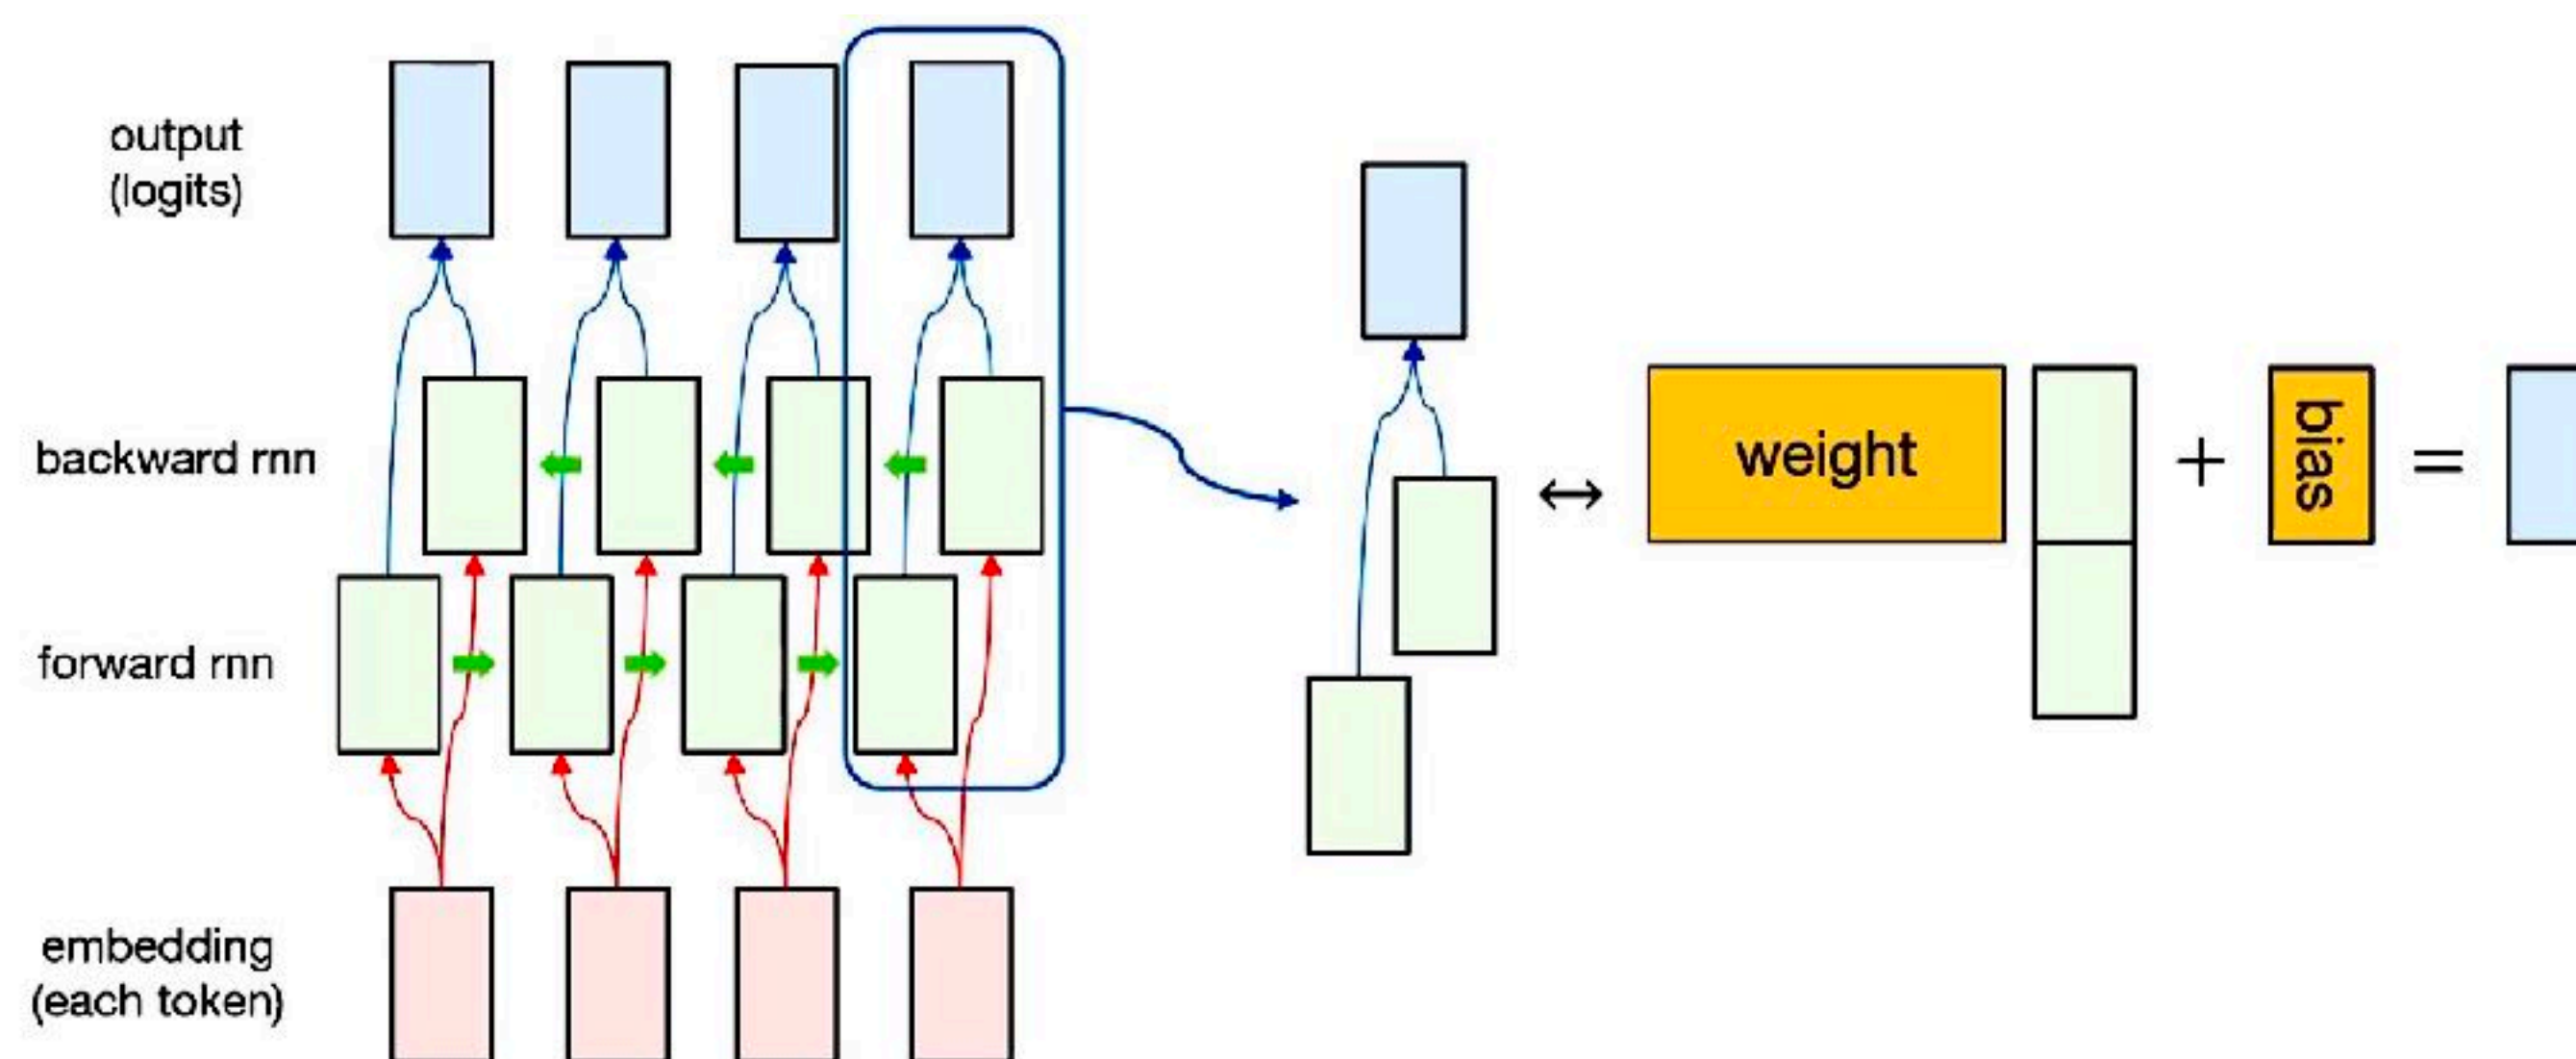 output
(logits)
backward rnn
forward rnn
embedding
(each token)
↔
weight
+
bias
=